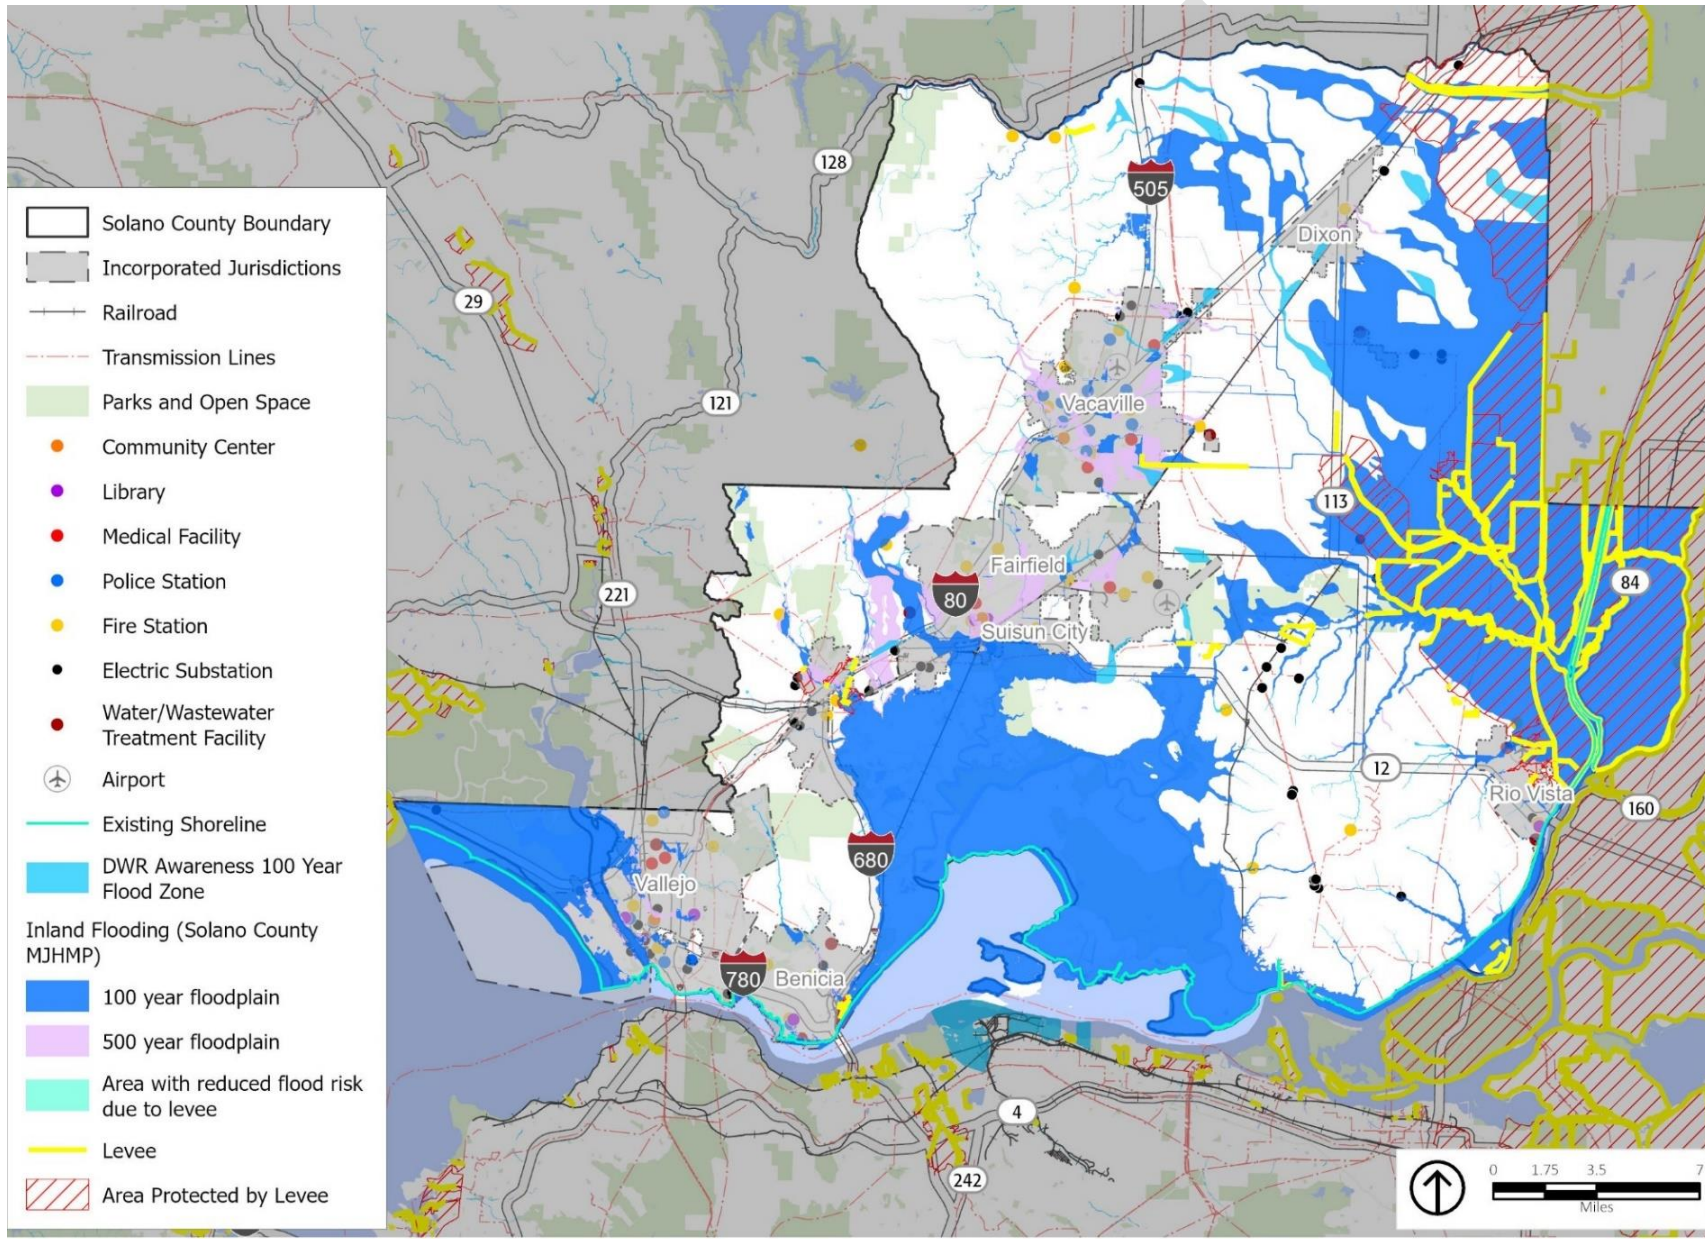 Solano County Boundary
Incorporated Jurisdictions
Railroad
Transmission Lines
Parks and Open Space
Community Center
Library
Medical Facility
Police Station
Fire Station
Electric Substation
Water/Wastewater
Treatment Facility
Airport
Existing Shoreline
DWR Awareness 100 Year
Flood Zone
Inland Flooding (Solano County
MJHMP)
100 year floodplain
500 year floodplain
Area with reduced flood risk
due to levee
Levee
Area Protected by Levee
128
505
Dixon
29
121
Vacaville
113
Fairfield
80
84
221
Suisun City
12
Rio Vista
160
680
Vallejo
780
Benicia
4
242
0 1.75 3.5 7
Miles